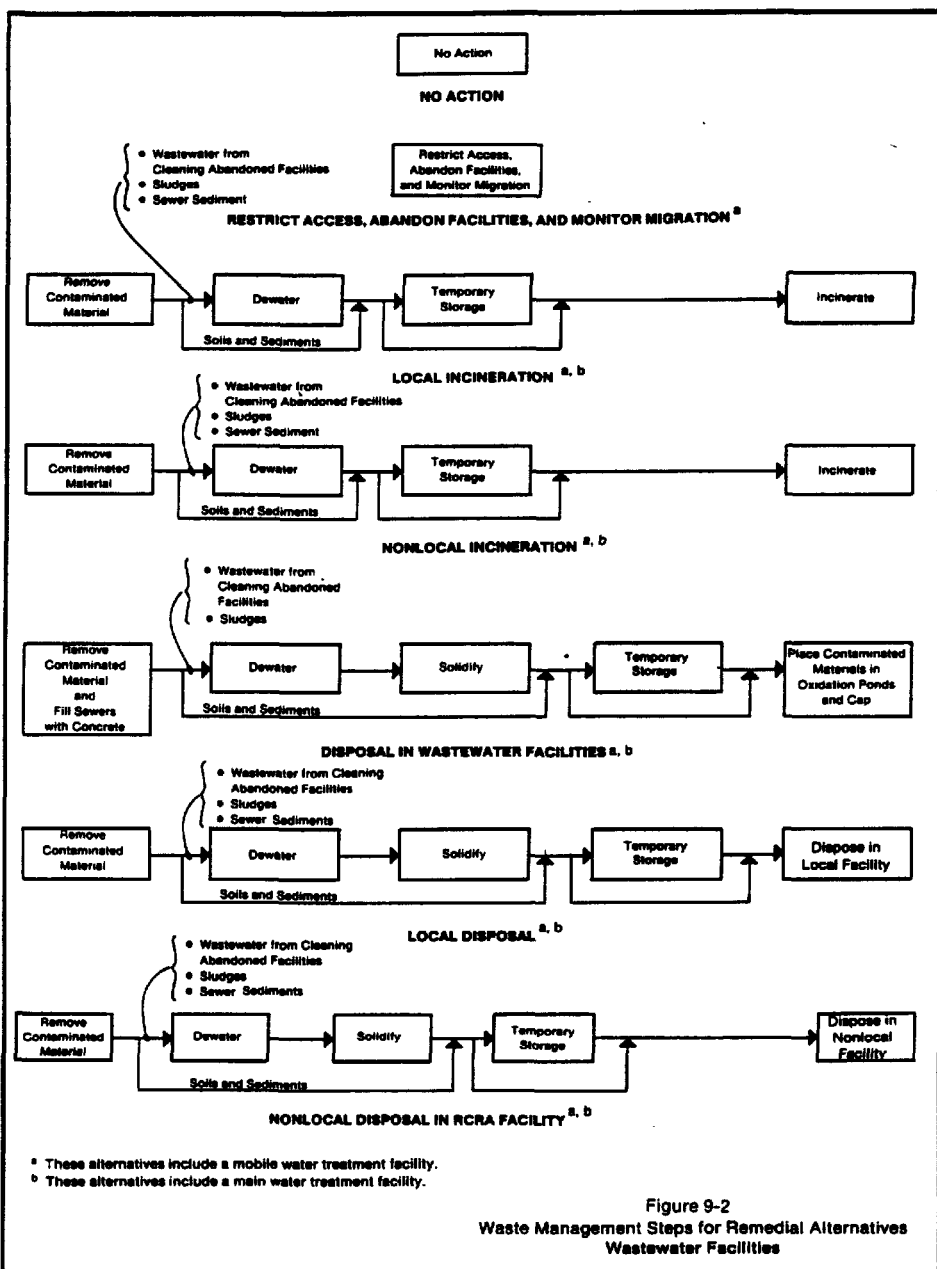 No Action
NO ACTION
• Wastewater from
Cleaning Abandoned Facilities
• Sludges
• Sewer Sediment
Restrict Access,
Abandon Facilities,
and Monitor Migration
RESTRICT ACCESS, ABANDON FACILITIES, AND MONITOR MIGRATION a
Remove
Contaminated
Material
Dewater
Temporary
Storage
Incinerate
Soils and Sediments
LOCAL INCINERATION a, b
• Wastewater from
Cleaning Abandoned Facilities
• Sludges
• Sewer Sediment
Remove
Contaminated
Material
Dewater
Temporary
Storage
Incinerate
Soils and Sediments
NONLOCAL INCINERATION a, b
• Wastewater from
Cleaning Abandoned
Facilities
• Sludges
Remove
Contaminated
Material
and
Fill Sewers
with Concrete
Dewater
Solidify
Temporary
Storage
Place Contaminated
Materials in
Oxidation Ponds
and Cap
Soils and Sediments
DISPOSAL IN WASTEWATER FACILITIES a, b
• Wastewater from Cleaning
Abandoned Facilities
• Sludges
• Sewer Sediments
Remove
Contaminated
Material
Dewater
Solidify
Temporary
Storage
Dispose in
Local Facility
Soils and Sediments
LOCAL DISPOSAL a, b
• Wastewater from Cleaning
Abandoned Facilities
• Sludges
• Sewer Sediments
Remove
Contaminated
Material
Dewater
Solidify
Temporary
Storage
Dispose in
Nonlocal
Facility
Soils and Sediments
NONLOCAL DISPOSAL IN RCRA FACILITY a, b
a These alternatives include a mobile water treatment facility.
b These alternatives include a main water treatment facility.
Figure 9-2
Waste Management Steps for Remedial Alternatives
Wastewater Facilities